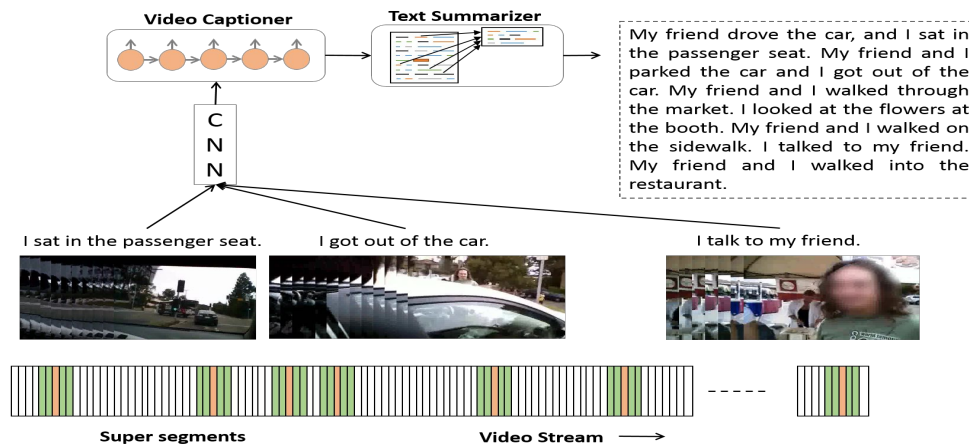 Video Captioner
Text Summarizer
My friend drove the car, and I sat in
the passenger seat. My friend and I
parked the car and I got out of the
car. My friend and I walked through
the market. I looked at the flowers at
the booth. My friend and I walked on
the sidewalk. I talked to my friend.
My friend and I walked into the
restaurant.
C
N
N
I sat in the passenger seat.
I got out of the car.
I talk to my friend.
Super segments
Video Stream